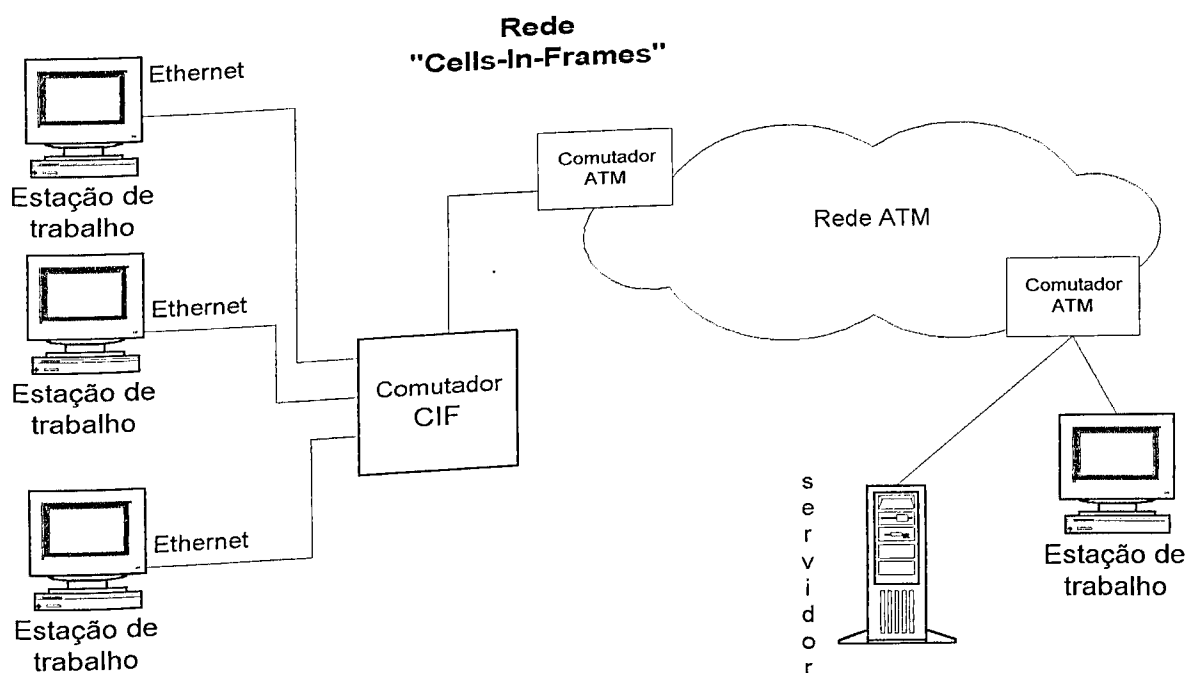 Rede
"Cells-In-Frames"
Ethernet
Estação de
trabalho
Ethernet
Estação de
trabalho
Ethernet
Estação de
trabalho
Comutador
CIF
Comutador
ATM
Rede ATM
Comutador
ATM
servidor
Estação de
trabalho